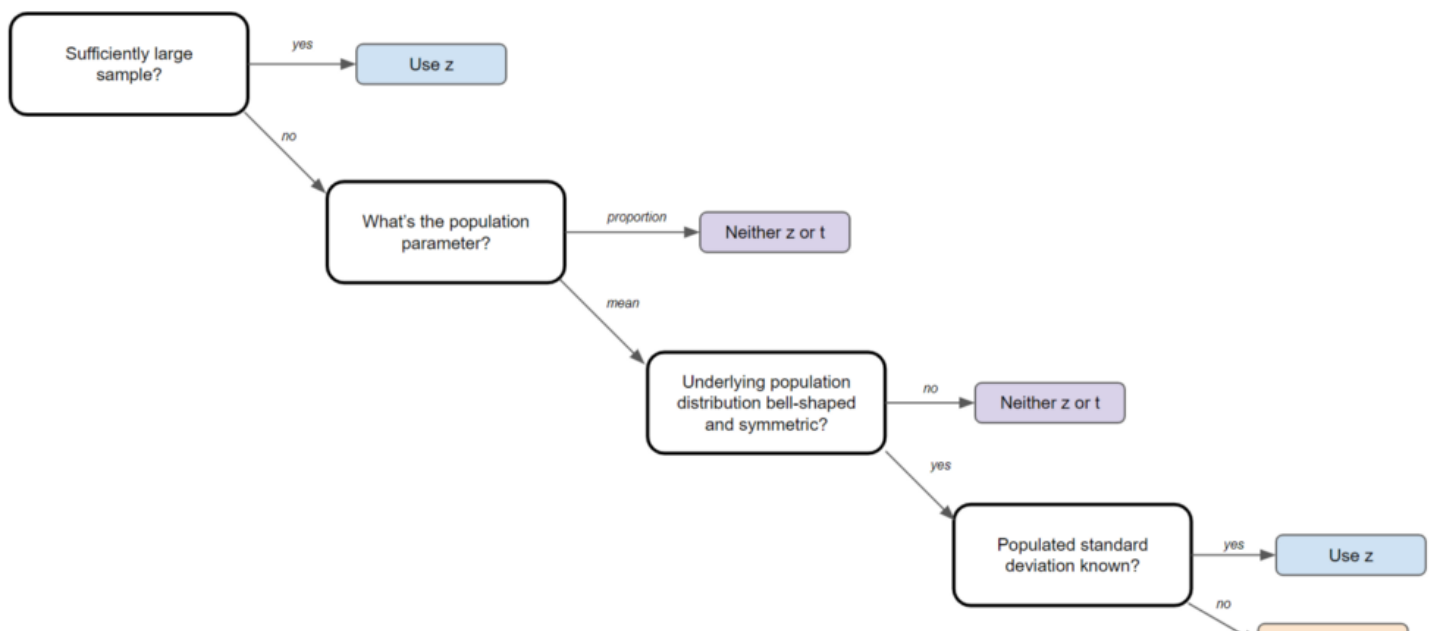 Sufficiently large
sample?
yes
Use z
no
What's the population
parameter?
proportion
Neither z or t
mean
Underlying population
distribution bell-shaped
and symmetric?
no
Neither z or t
yes
Populated standard
deviation known?
yes
Use z
no